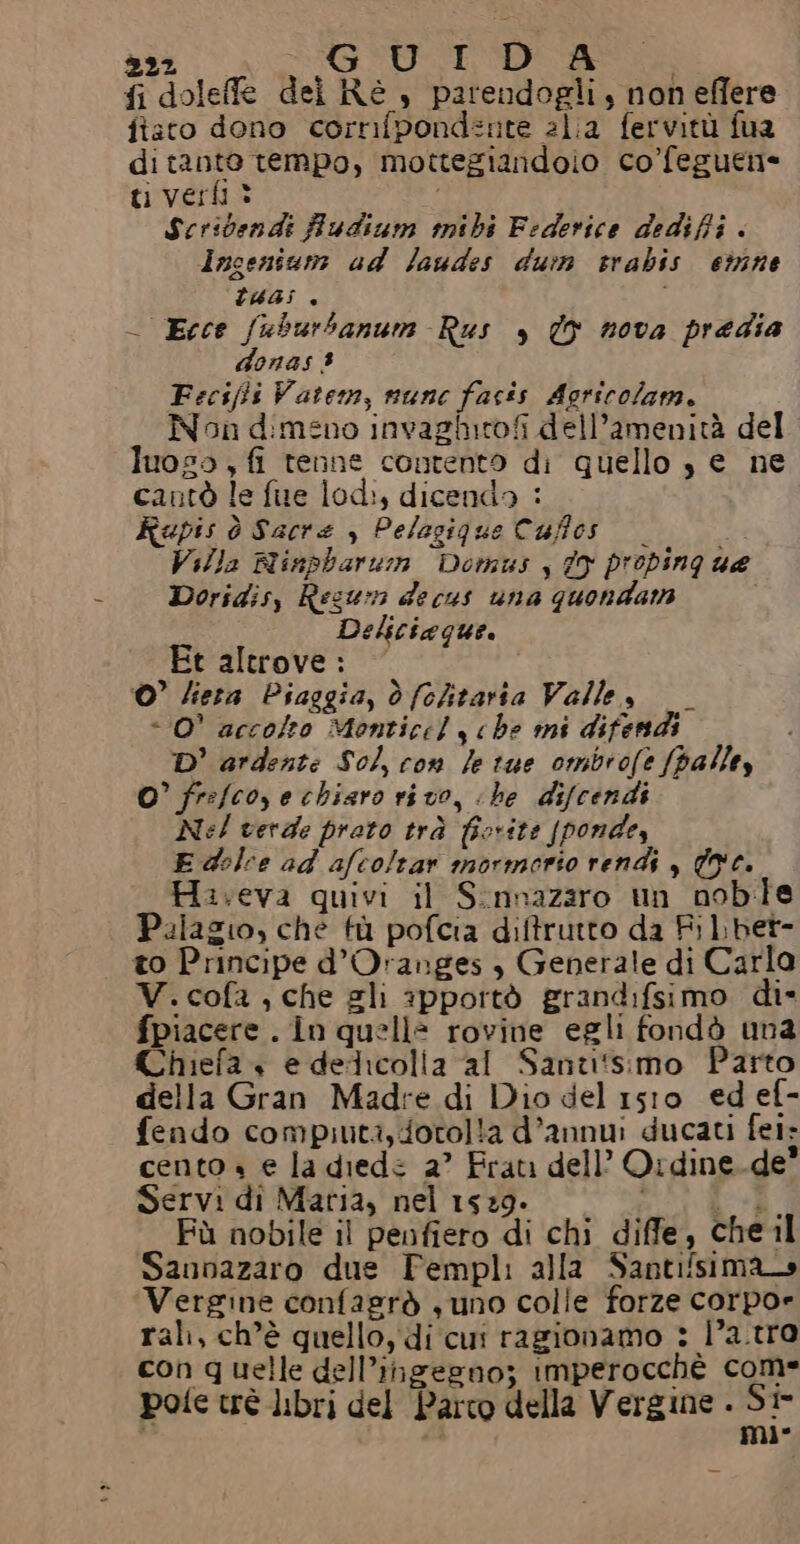 222 GUIDA
ſi doleſſe del Rè, parendogli, non eſſere
ſtato dono corriſpondente alla ſervitù ſua
di tanto tempo, motteggiandolo co’ſeguen-
ti verſi :
Scribendi ſtudium mihi Federice dediſti .
Ingenium ad laudes dum trahis omne
tuas .
Ecce ſuburbanum Rus , & nova prædia
donas ?
Feciſti Vatem, nunc facis Agricolam.
Non dimeno invaghitoſi dell’amenità del
luogo , ſi tenne contento di quello , e ne
cantò le ſue lodi, dicendo :
Rupis ò Sacræ , Pelagique Cuſtos
Villa Ninpharum Domus , & propinquæ
Doridis, Regum decus una quondam
Deliciæque.
Et altrove :
O’ lieta Piaggia, ò ſolitaria Valle ,
O’ accolto Monticel , che mi difendi
D’ ardente Sol, con le tue ombroſe ſpalle,
O’ freſco, e chiaro rivo, che diſcendi
Nel verde prato trà fiorite ſponde,
E dolce ad aſcoltar mormorio rendi , &c.
Haveva quivi il Sannazaro un nobile
Palagio, che fù poſcia diſtrutto da Filiber-
to Principe d’Oranges , Generale di Carlo
V. coſa , che gli apportò grandiſsimo di-
ſpiacere . In quelle rovine egli fondò una
Chieſa , e dedicolla al Santiſsimo Parto
della Gran Madre di Dio del 1510 ed eſ-
ſendo compiuta, dotolla d’annui ducati ſei-
cento, e la diede a’ Frati dell’ Ordine de’
Servi di Maria, nel 1529.
Fù nobile il penſiero di chi diſſe, che il
Sannazaro due Templi alla Santiſsima
Vergine conſagrò , uno colle forze corpo-
rali, ch’è quello, di cui ragionamo : l’altro
con quelle dell’ingegno; imperocchè com-
poſe trè libri del Parto della Vergine . Si-
mi-